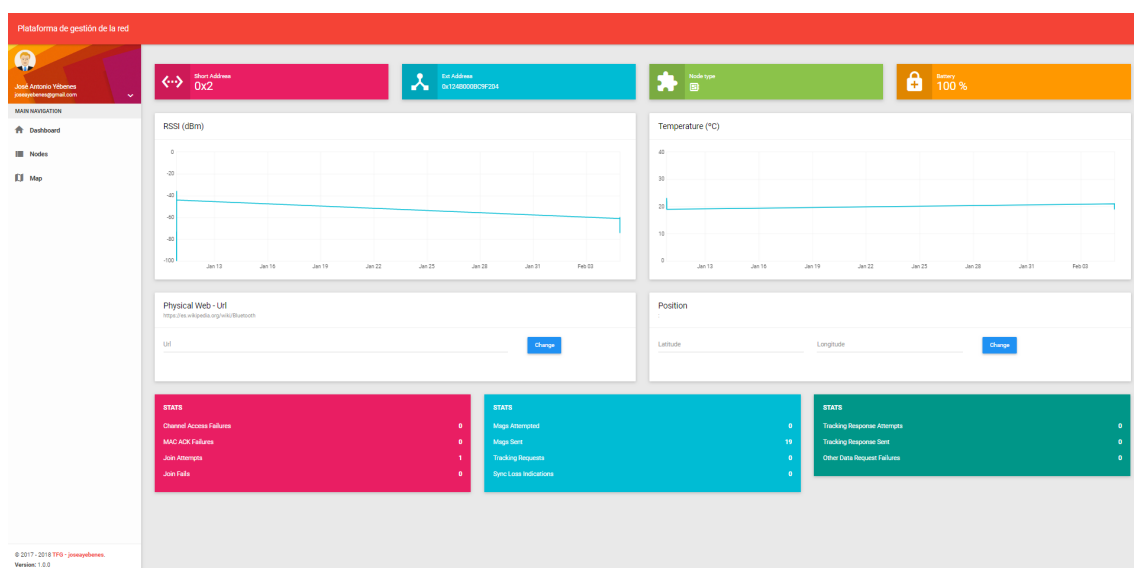 Plataforma de gestión de la red
José Antonio Yébenes
joseayebenes@gmail.com
MAIN NAVIGATION
Dashboard
Nodes
Map
Short Address
0x2
Ext Address
0x124B000BC9F204
Node type
Battery
100 %
RSSI (dBm)
0
-20
-40
-60
-80
-100
Jan 13 Jan 16 Jan 19 Jan 22 Jan 25 Jan 28 Jan 31 Feb 03
Temperature (ºC)
40
30
20
10
0
Jan 13 Jan 16 Jan 19 Jan 22 Jan 25 Jan 28 Jan 31 Feb 03
Physical Web - Url
https://es.wikipedia.org/wiki/Bluetooth
Url Change
Position
Latitude Longitude Change
STATS
Channel Access Failures 0
MAC ACK Failures 0
Join Attempts 1
Join Fails 0
STATS
Msgs Attempted 0
Msgs Sent 19
Tracking Requests 0
Sync Loss Indications 0
STATS
Tracking Response Attempts 0
Tracking Response Sent 0
Other Data Request Failures 0
© 2017 - 2018 TFG - joseayebenes.
Version: 1.0.0